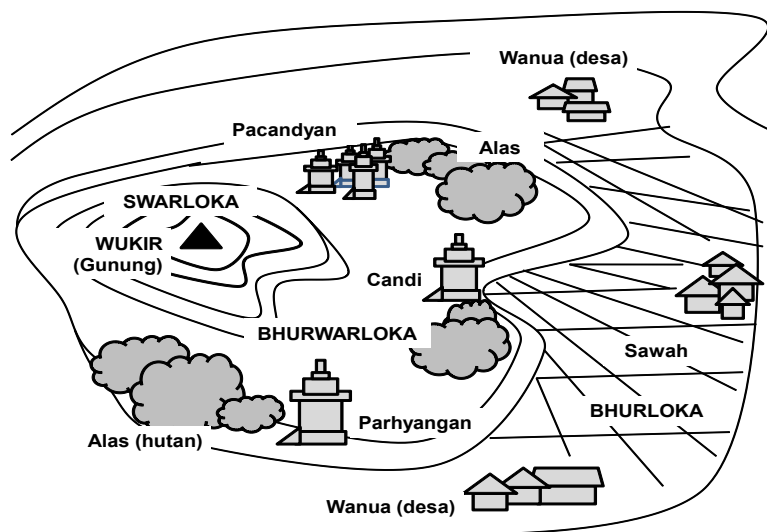 Wanua (desa)
Pacandyan
Alas
SWARLOKA
WUKIR
(Gunung)
Candi
BHURWARLOKA
Sawah
BHURLOKA
Parhyangan
Alas (hutan)
Wanua (desa)